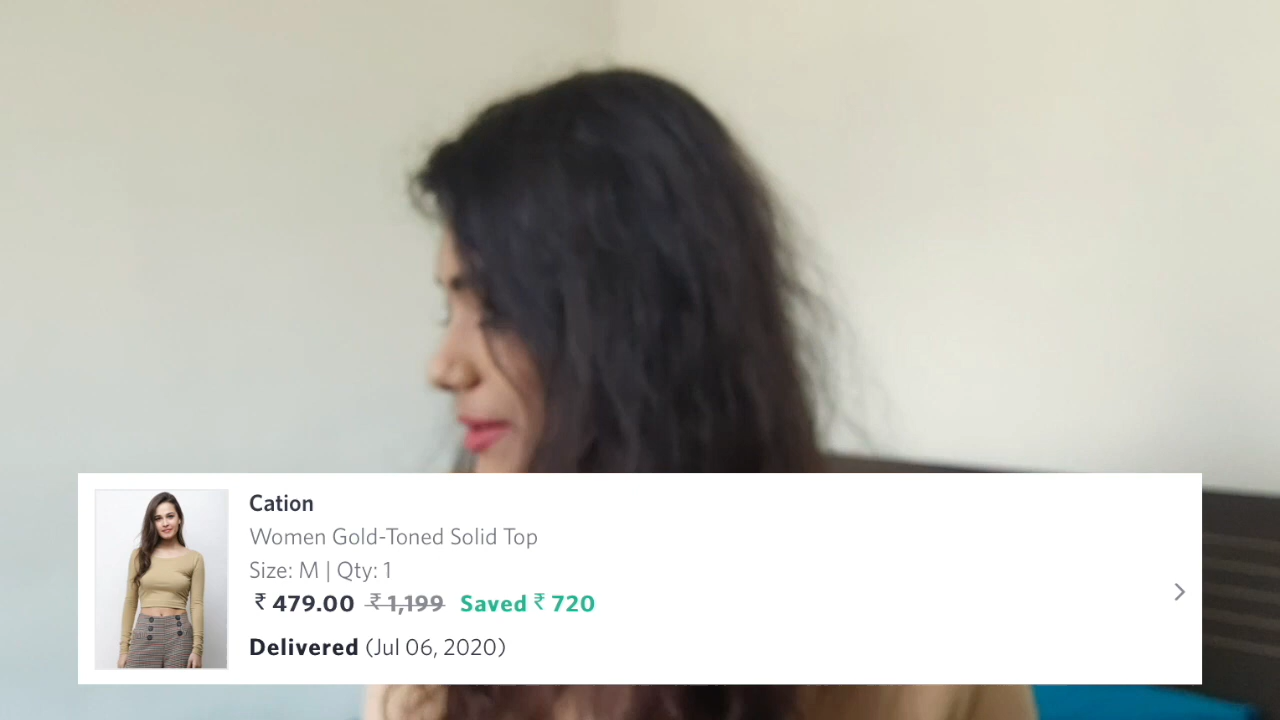 Cation
Women Gold-Toned Solid Top
Size: M | Qty: 1
₹ 479.00 ₹ 1,199 Saved ₹ 720
Delivered (Jul 06, 2020)